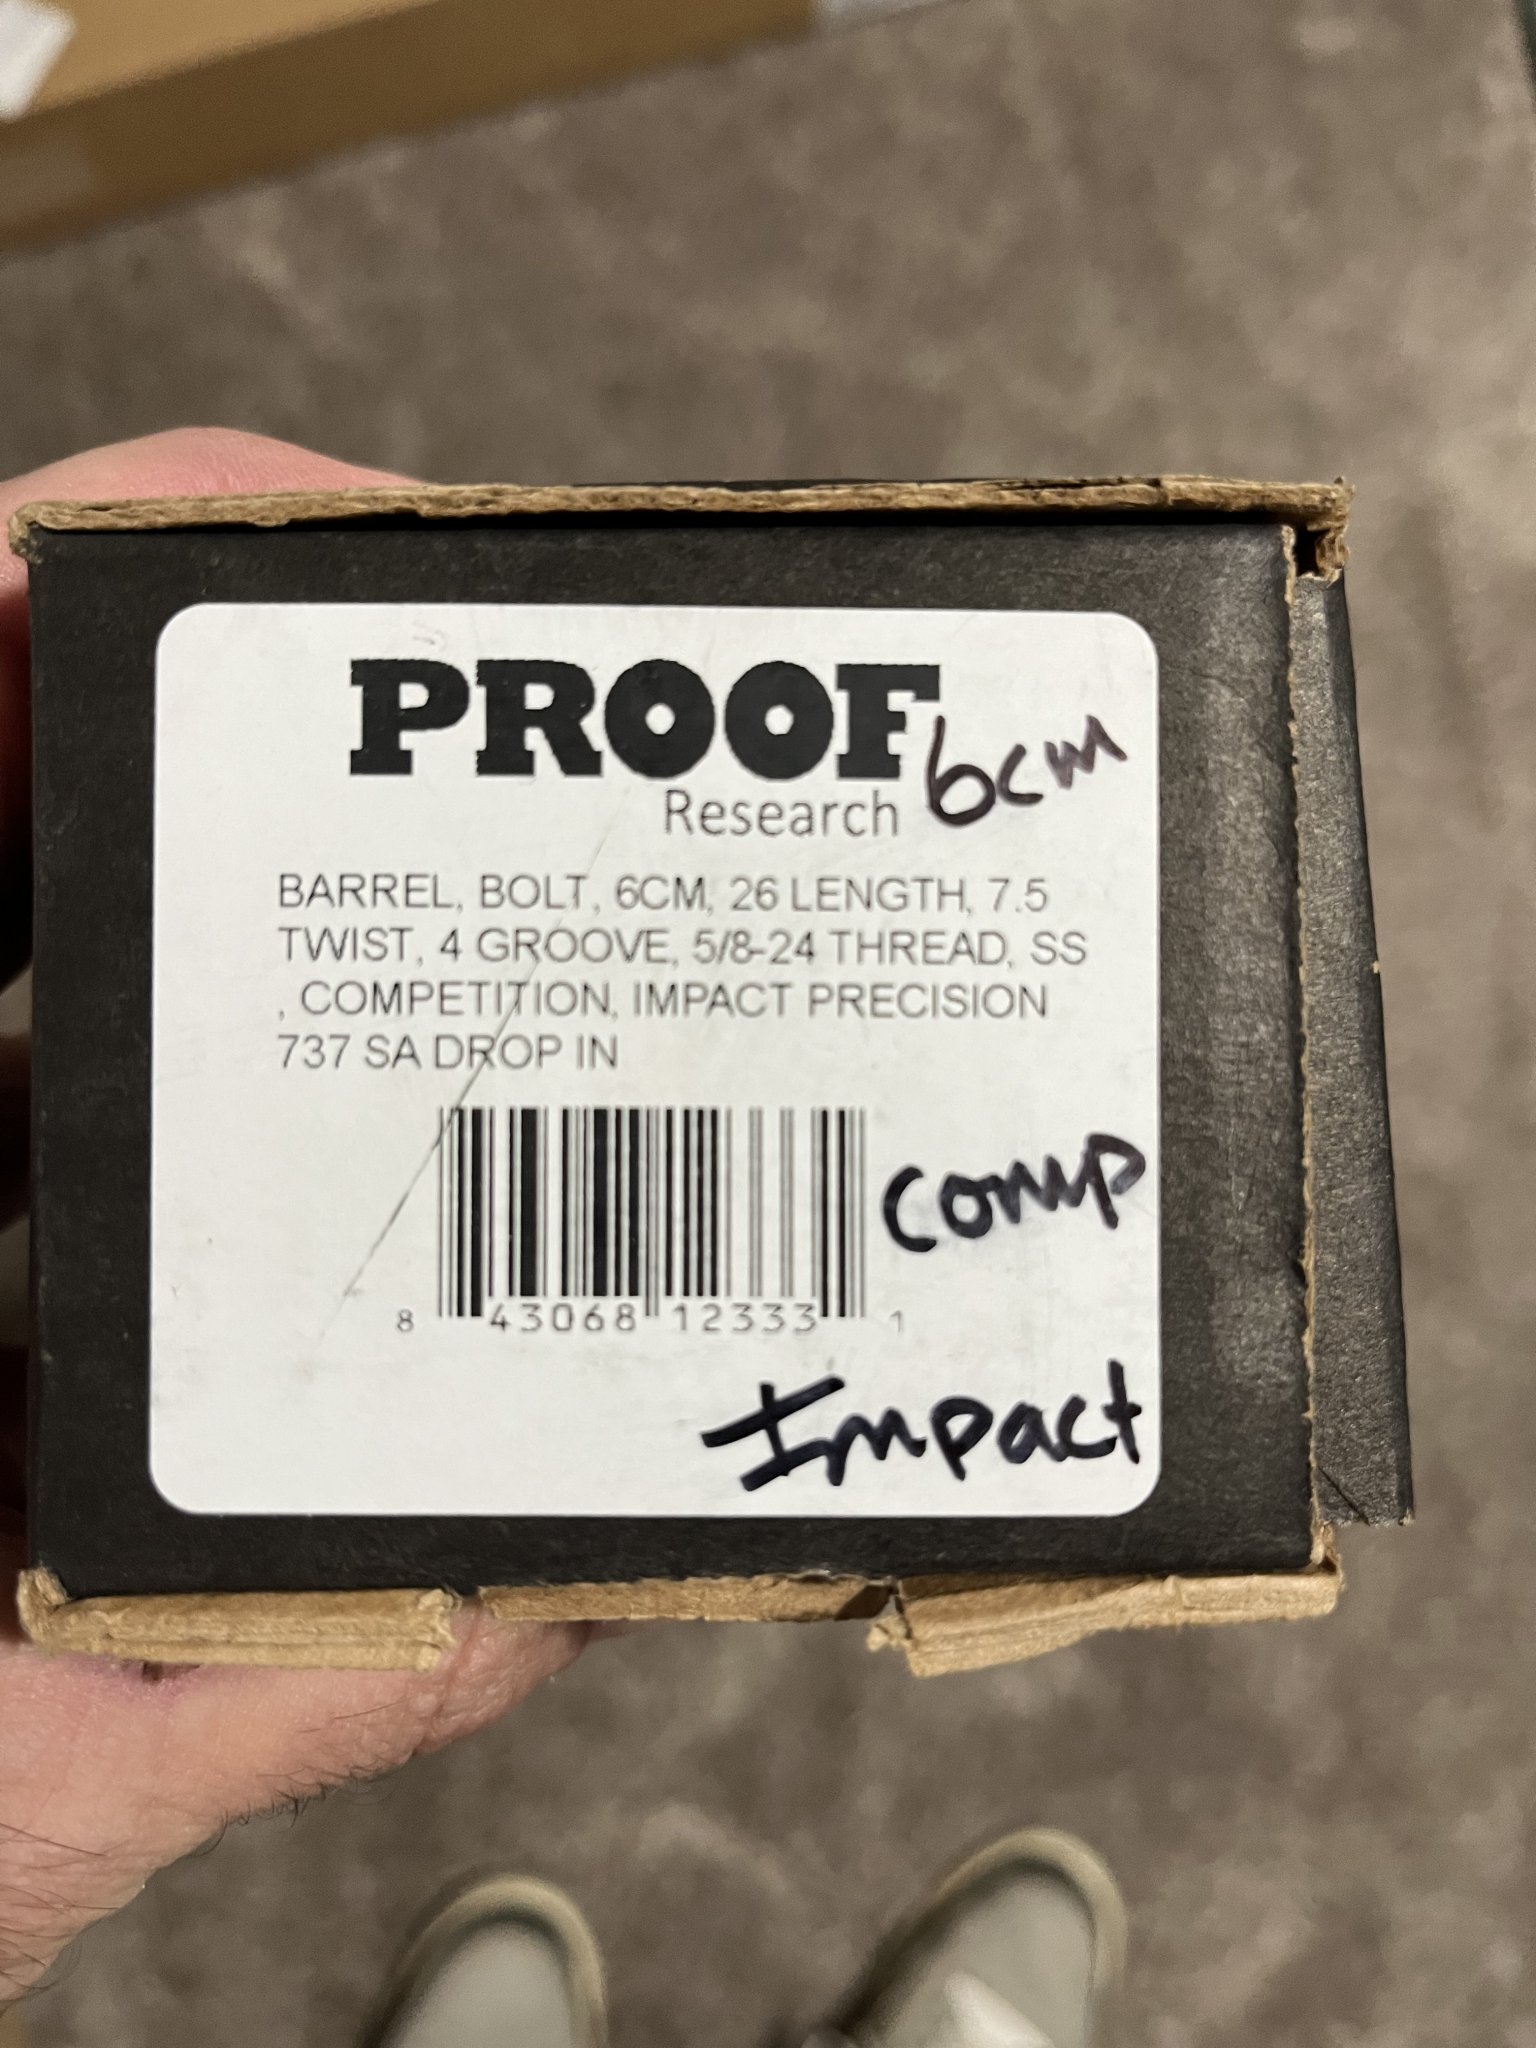 PROOF
Research 6cm
BARREL, BOLT, 6CM, 26 LENGTH, 7.5
TWIST, 4 GROOVE, 5/8-24 THREAD, SS
, COMPETITION, IMPACT PRECISION
737 SA DROP IN
comp
8 43068 12333 1
Impact